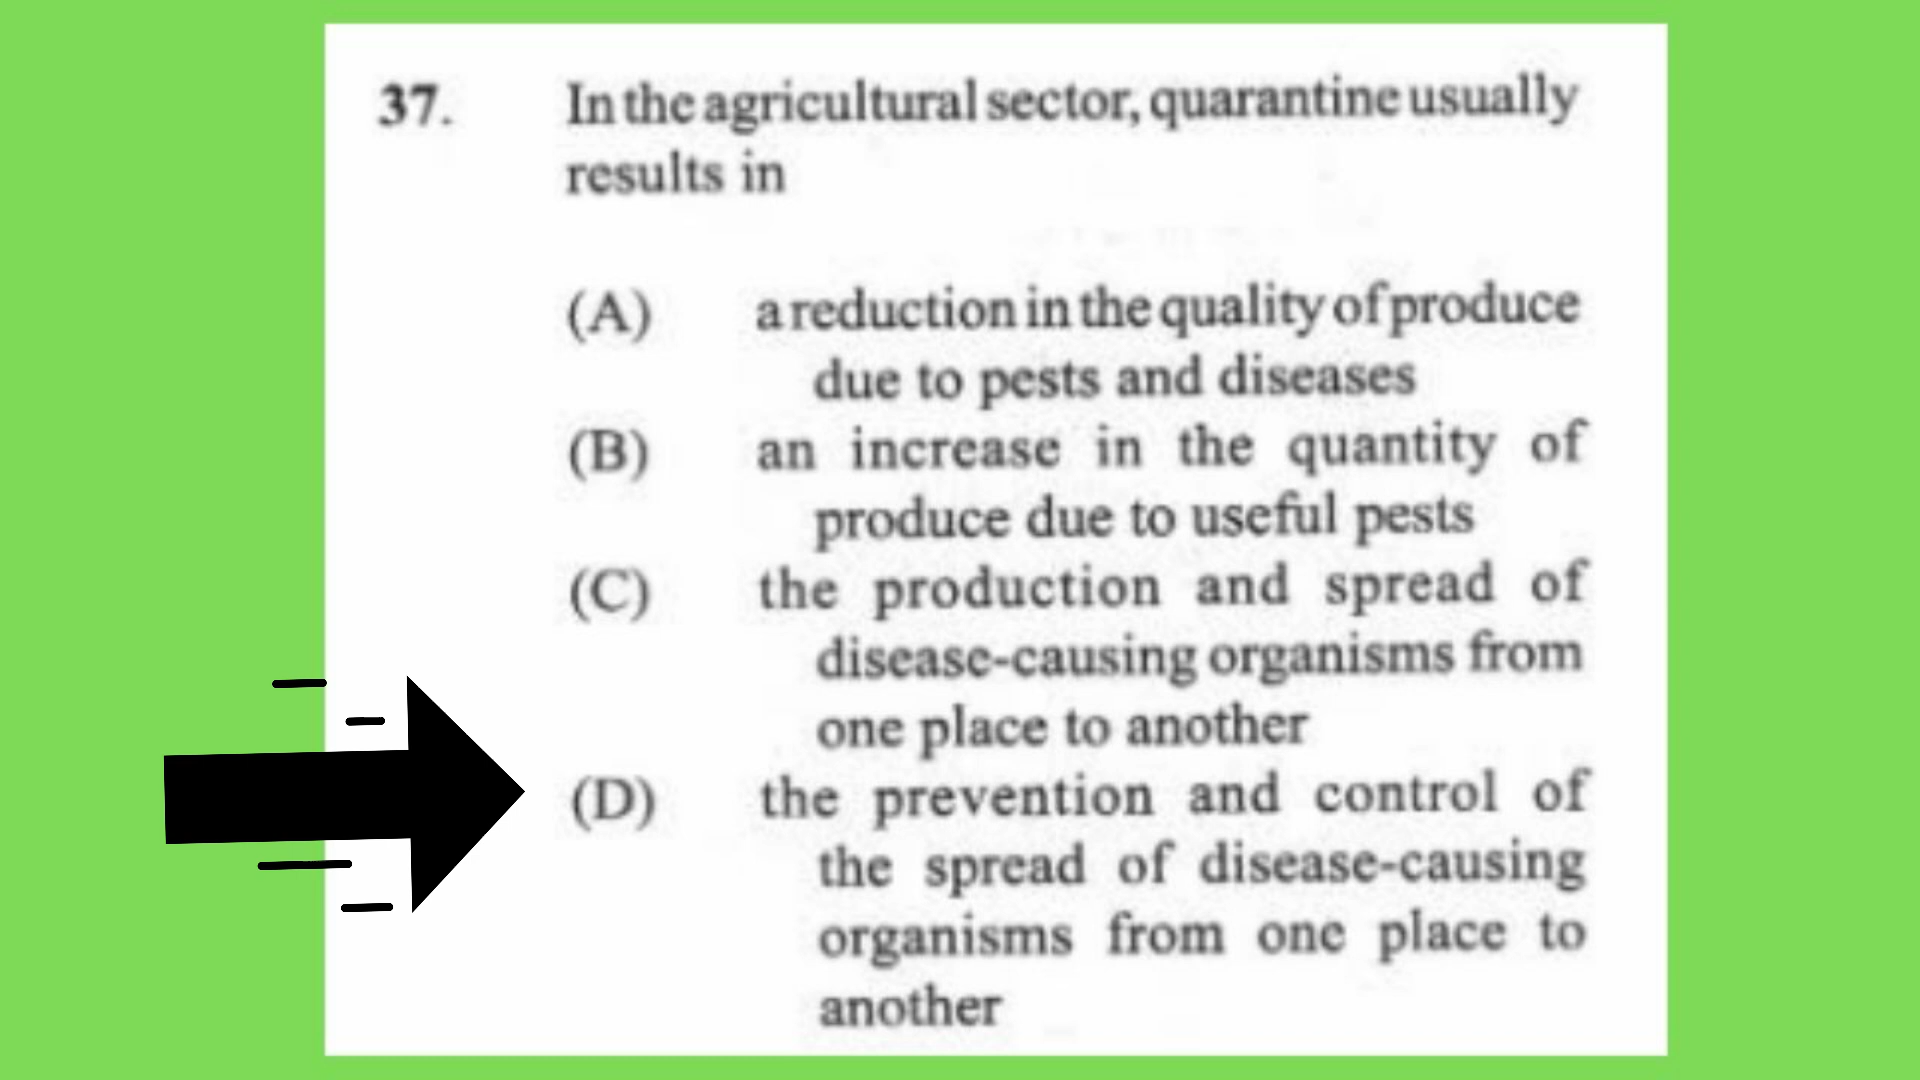 37. In the agricultural sector, quarantine usually
results in
(A) a reduction in the quality of produce
due to pests and diseases
(B) an increase in the quantity of
produce due to useful pests
(C) the production and spread of
disease-causing organisms from
one place to another
(D) the prevention and control of
the spread of disease-causing
organisms from one place to
another